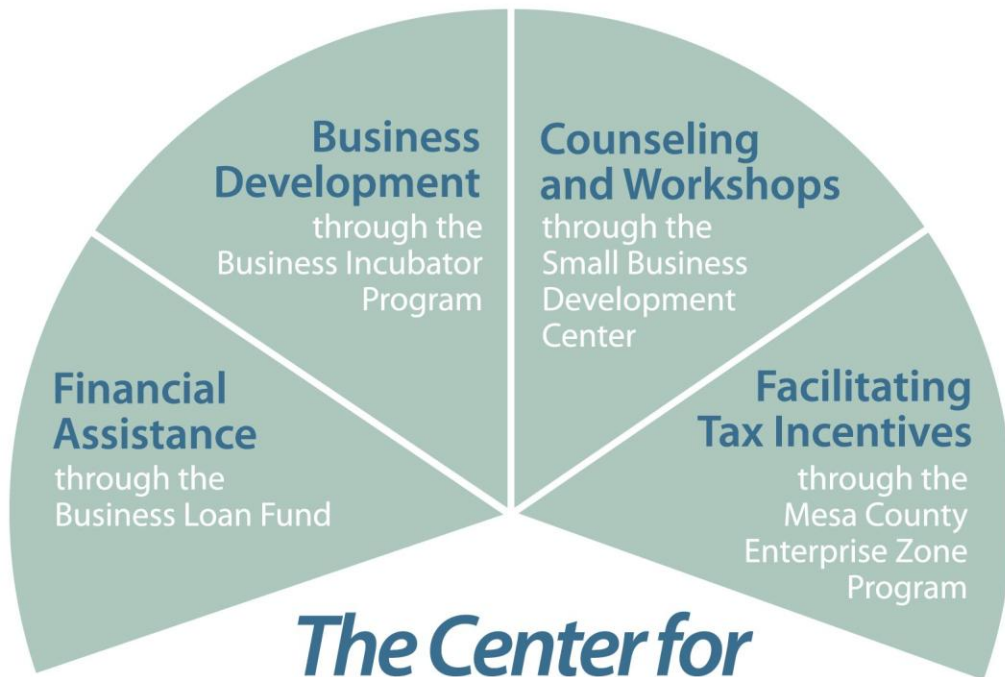 Business
Development
through the
Business Incubator
Program
Counseling
and Workshops
through the
Small Business
Development
Center
Financial
Assistance
through the
Business Loan Fund
Facilitating
Tax Incentives
through the
Mesa County
Enterprise Zone
Program
The Center for